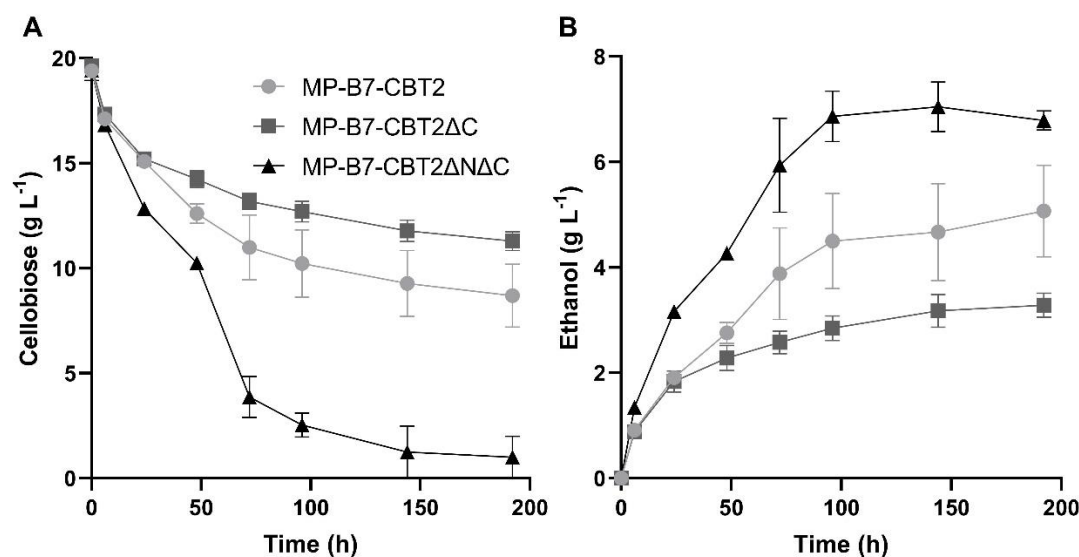 A
Cellobiose (g L⁻¹)
20
15
10
5
0
0 50 100 150 200
Time (h)
MP-B7-CBT2
MP-B7-CBT2ΔC
MP-B7-CBT2ΔNΔC
B
Ethanol (g L⁻¹)
8
6
4
2
0
0 50 100 150 200
Time (h)